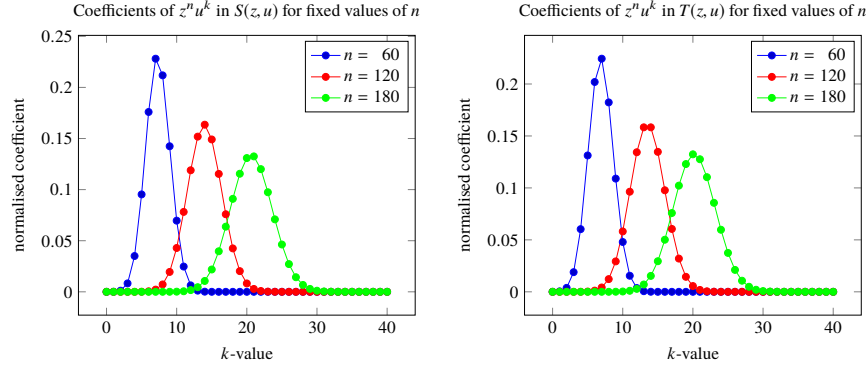 Coefficients of zⁿuᵏ in S(z, u) for fixed values of n
0.25
0.2
0.15
0.1
0.05
0
normalised coefficient
n = 60
n = 120
n = 180
0 10 20 30 40
k-value
Coefficients of zⁿuᵏ in T(z, u) for fixed values of n
0.2
0.15
0.1
0.05
0
normalised coefficient
n = 60
n = 120
n = 180
0 10 20 30 40
k-value